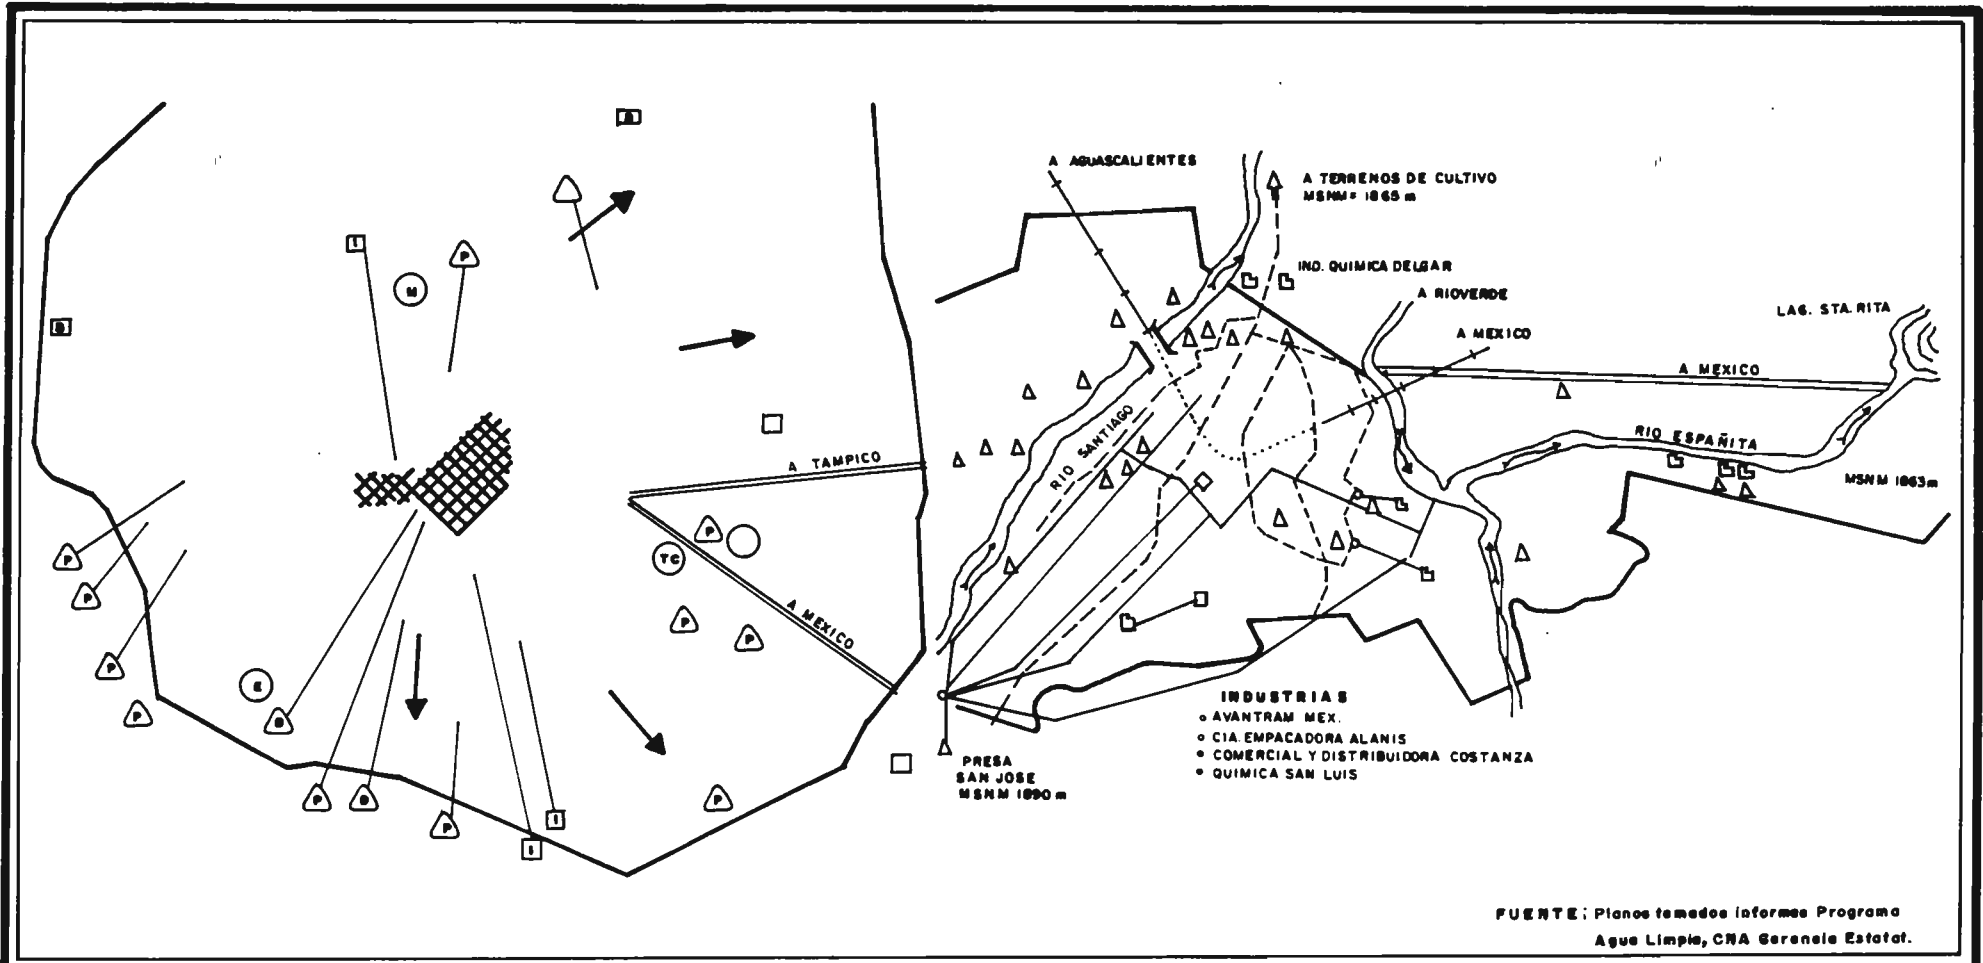 A AGUASCALIENTES
A TERRENOS DE CULTIVO
MSNM= 1865 m
I
P
M
IND. QUIMICA DELGAR
A RIOVERDE
LAG. STA. RITA
A MEXICO
A MEXICO
RIO SANTIAGO
RIO ESPAÑITA
A TAMPICO
MSNM 1863m
P
P
TC
P
P
P
A MEXICO
P
P
E
P
P
P
I
I
INDUSTRIAS
AVANTRAM MEX.
CIA. EMPACADORA ALANIS
COMERCIAL Y DISTRIBUIDORA COSTANZA
QUIMICA SAN LUIS
PRESA
SAN JOSE
MSNM 1890 m
FUENTE: Planos tomados informes Programa
Agua Limpia, CNA Gerencia Estatal.